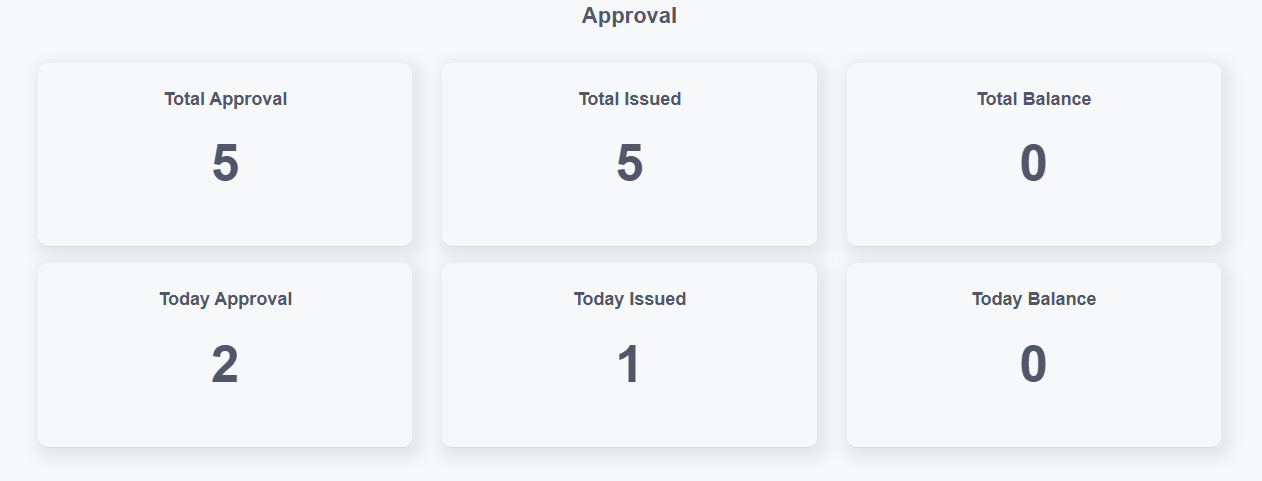 Approval
Total Approval
5
Total Issued
5
Total Balance
0
Today Approval
2
Today Issued
1
Today Balance
0